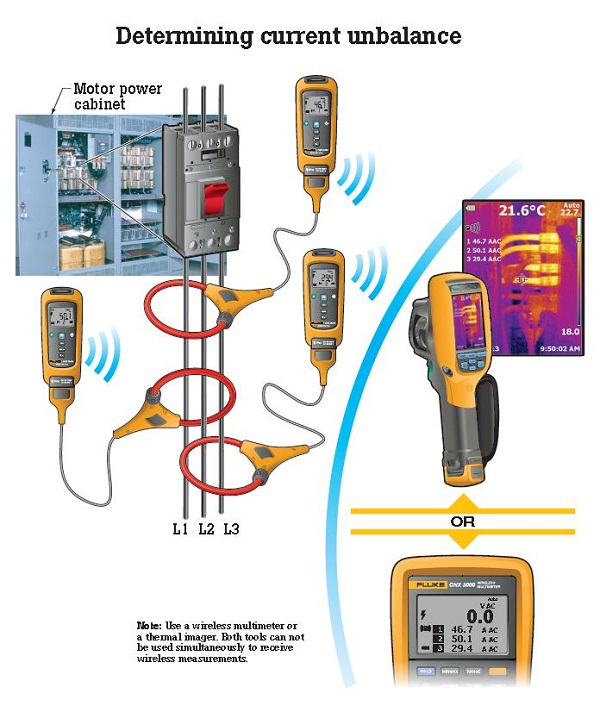 Determining current unbalance
Motor power
cabinet
21.6°C
Auto
22.7
1 46.7 AAC
2 50.1 AAC
3 29.4 AAC
18.0
9:50:02 AM
L1 L2 L3
OR
FLUKE CNX 3000 WIRELESS
MULTIMETER
Auto
V AC
0.0
1 46.7 A AC
2 50.1 A AC
3 29.4 A AC
Note: Use a wireless multimeter or
a thermal imager. Both tools can not
be used simultaneously to receive
wireless measurements.